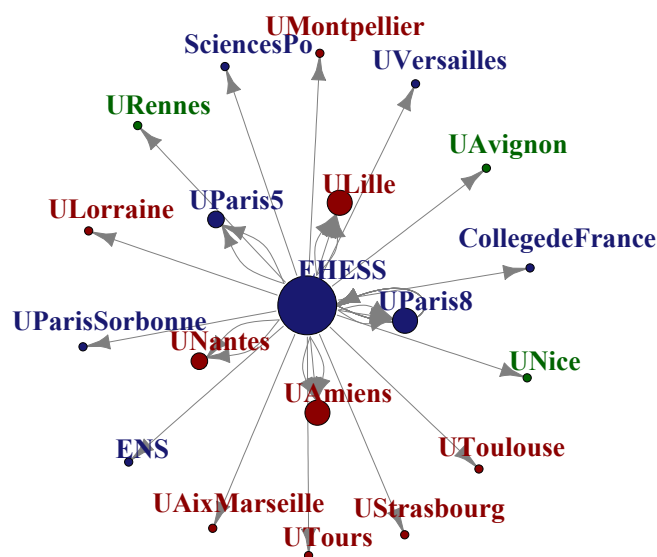 UMontpellier
SciencesPo
UVersailles
URennes
UAvignon
ULille
UParis5
ULorraine
CollegedeFrance
EHESS
UParis8
UParisSorbonne
UNantes
UNice
UAmiens
ENS
UToulouse
UAixMarseille
UStrasbourg
UTours